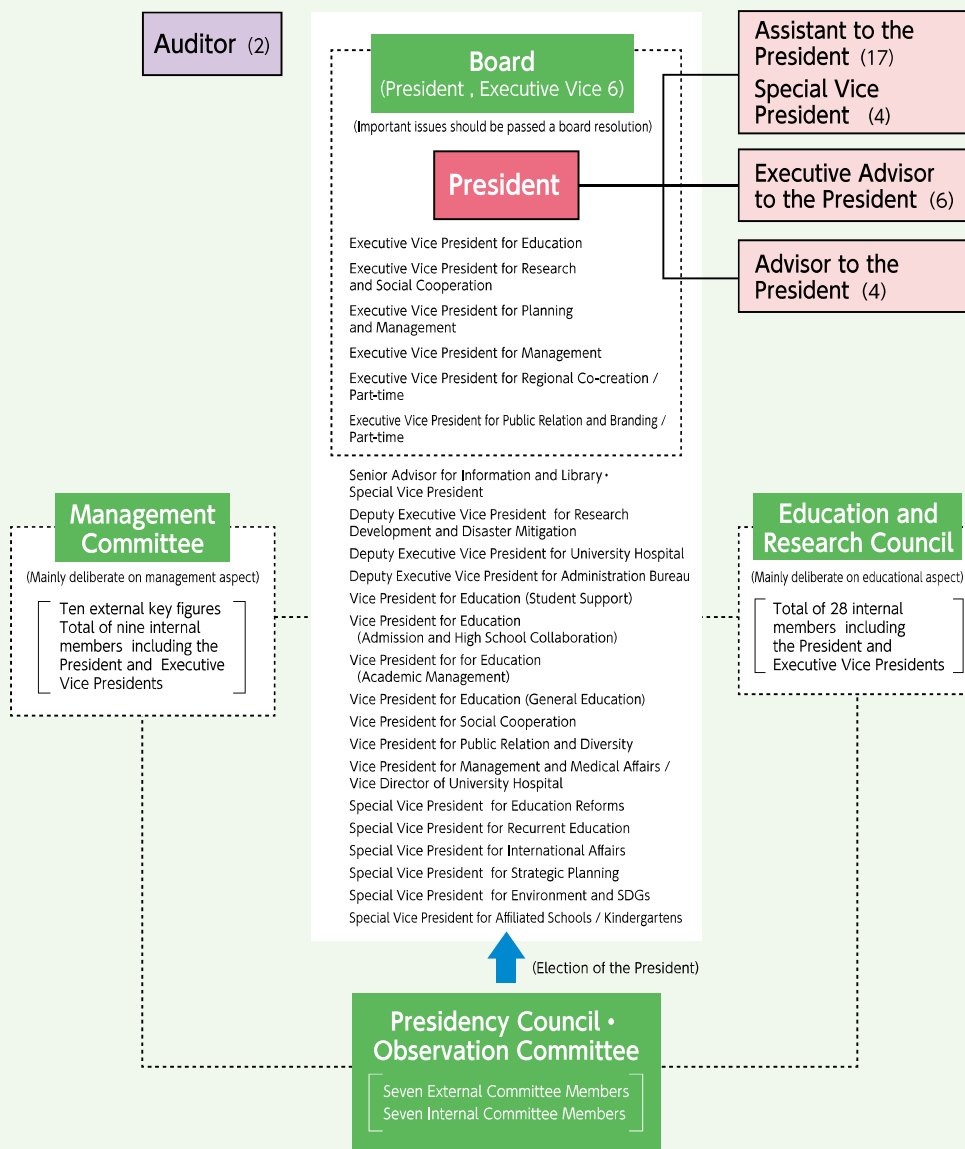 Auditor (2)
Board
(President , Executive Vice 6)
(Important issues should be passed a board resolution)
President
Assistant to the
President (17)
Special Vice
President (4)
Executive Advisor
to the President (6)
Advisor to the
President (4)
Executive Vice President for Education
Executive Vice President for Research
and Social Cooperation
Executive Vice President for Planning
and Management
Executive Vice President for Management
Executive Vice President for Regional Co-creation /
Part-time
Executive Vice President for Public Relation and Branding /
Part-time
Senior Advisor for Information and Library・
Special Vice President
Deputy Executive Vice President for Research
Development and Disaster Mitigation
Deputy Executive Vice President for University Hospital
Deputy Executive Vice President for Administration Bureau
Vice President for Education (Student Support)
Vice President for Education
(Admission and High School Collaboration)
Vice President for for Education
(Academic Management)
Vice President for Education (General Education)
Vice President for Social Cooperation
Vice President for Public Relation and Diversity
Vice President for Management and Medical Affairs /
Vice Director of University Hospital
Special Vice President for Education Reforms
Special Vice President for Recurrent Education
Special Vice President for International Affairs
Special Vice President for Strategic Planning
Special Vice President for Environment and SDGs
Special Vice President for Affiliated Schools / Kindergartens
Management
Committee
(Mainly deliberate on management aspect)
Ten external key figures
Total of nine internal
members including the
President and Executive
Vice Presidents
Education and
Research Council
(Mainly deliberate on educational aspect)
Total of 28 internal
members including
the President and
Executive Vice Presidents
(Election of the President)
Presidency Council・
Observation Committee
Seven External Committee Members
Seven Internal Committee Members